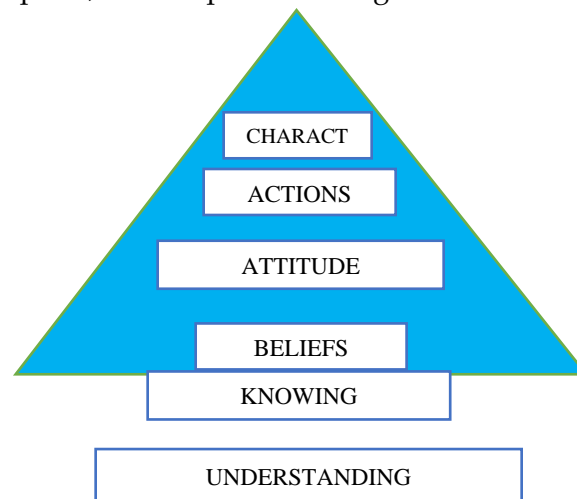 CHARACT
ACTIONS
ATTITUDE
BELIEFS
KNOWING
UNDERSTANDING